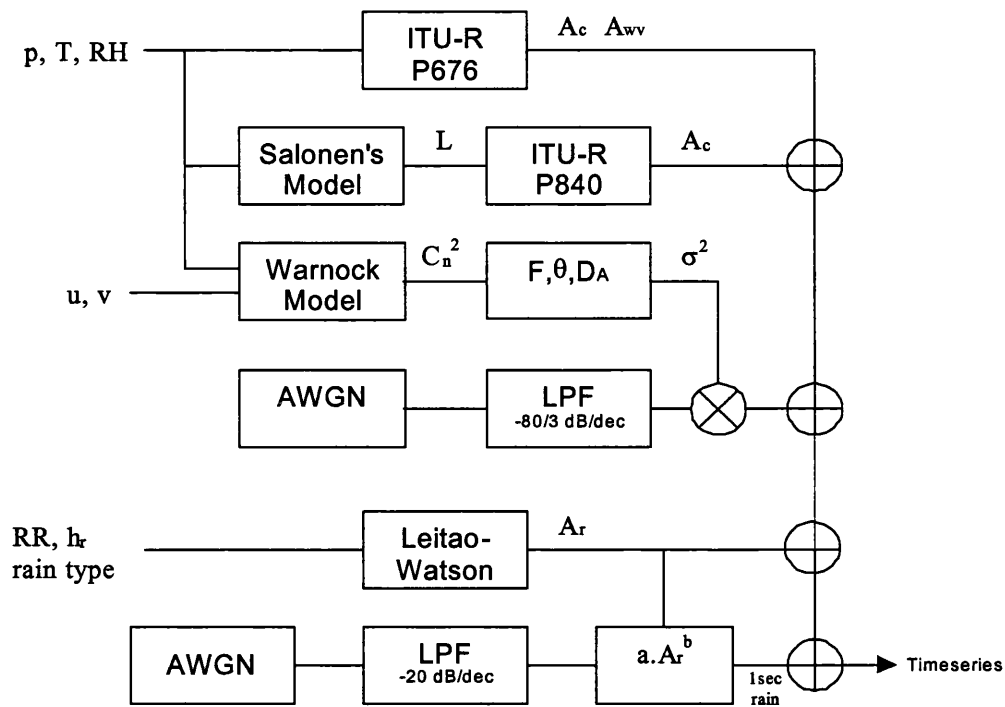 p, T, RH
ITU-R
P676
Ac Awv
Salonen's
Model
L
ITU-R
P840
Ac
u, v
Warnock
Model
Cn²
F,θ,DA
σ²
AWGN
LPF
-80/3 dB/dec
RR, hr
rain type
Leitao-
Watson
Ar
AWGN
LPF
-20 dB/dec
a.Arᵇ
1sec
rain
Timeseries